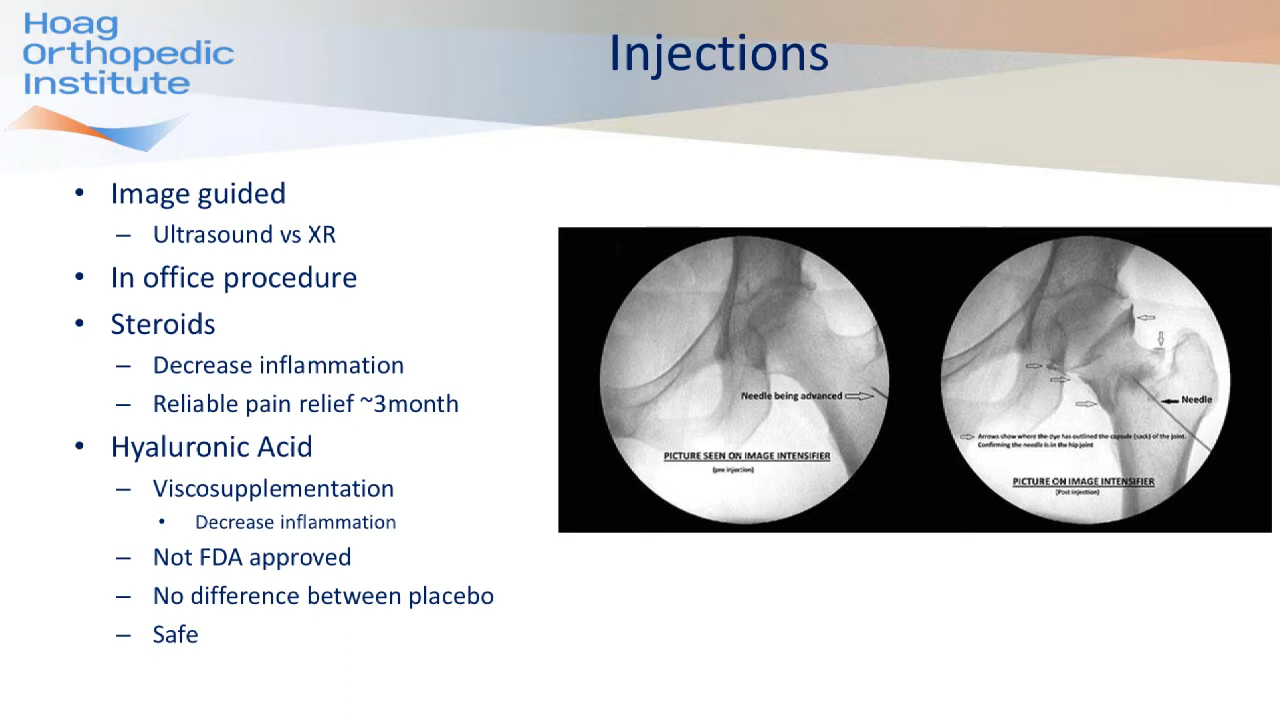 Hoag
Orthopedic
Institute
Injections
• Image guided
– Ultrasound vs XR
• In office procedure
• Steroids
– Decrease inflammation
– Reliable pain relief ~3month
• Hyaluronic Acid
– Viscosupplementation
• Decrease inflammation
– Not FDA approved
– No difference between placebo
– Safe
Needle being advanced
PICTURE SEEN ON IMAGE INTENSIFIER
(pre injection)
Needle
Arrows show where the dye has outlined the capsule (sack) of the joint.
Confirming the needle is in the hip joint
PICTURE ON IMAGE INTENSIFIER
(Post injection)